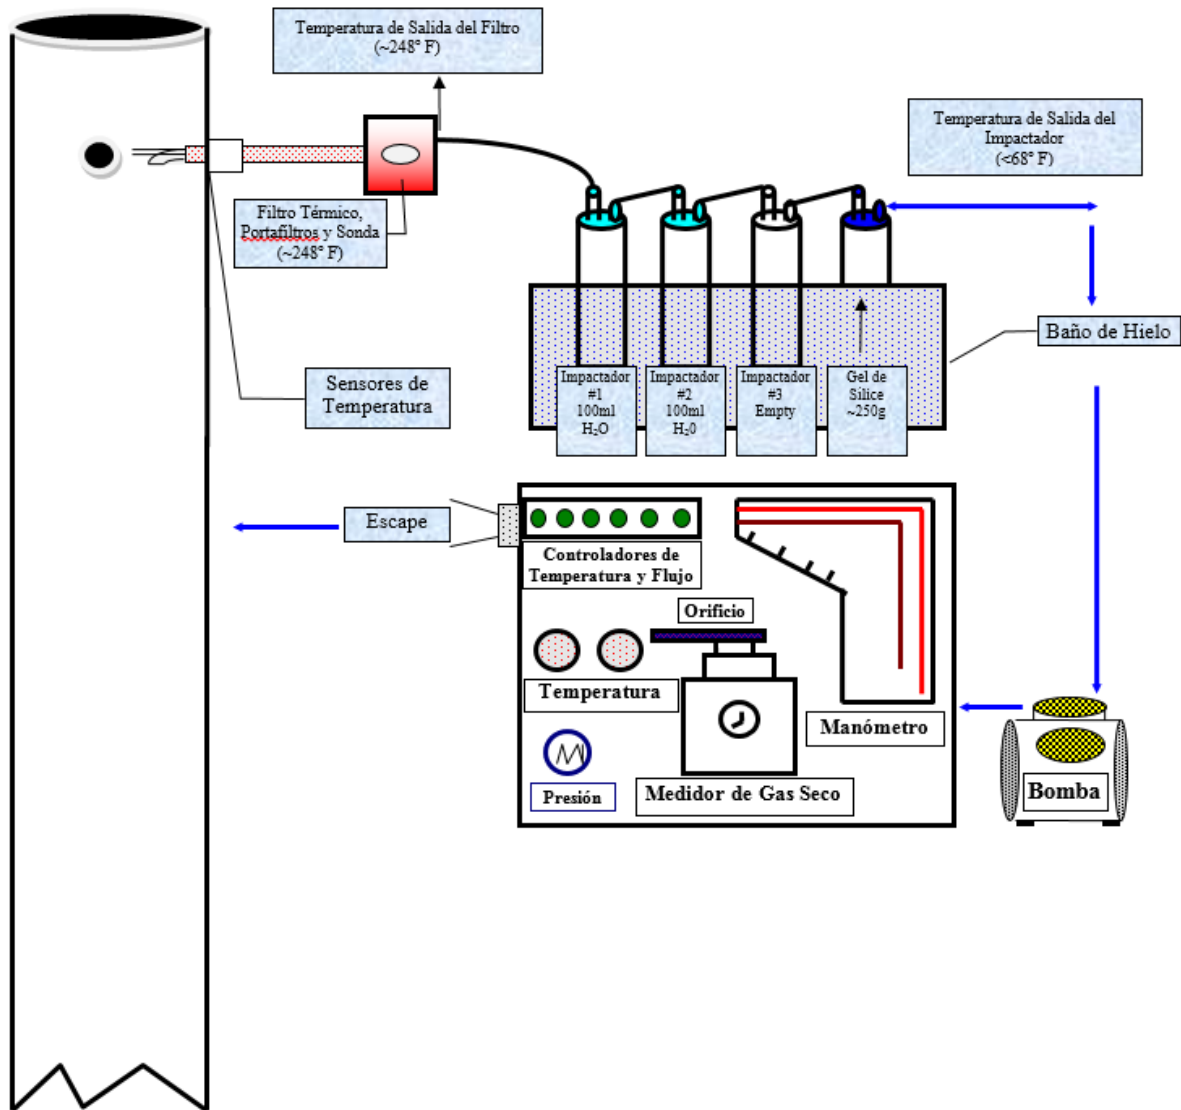 Temperatura de Salida del Filtro
(~248° F)
Temperatura de Salida del
Impactador
(<68° F)
Filtro Térmico,
Portafiltros y Sonda
(~248° F)
Baño de Hielo
Sensores de
Temperatura
Impactador
#1
100ml
H₂O
Impactador
#2
100ml
H₂0
Impactador
#3
Empty
Gel de
Sílice
~250g
Escape
Controladores de
Temperatura y Flujo
Orificio
Temperatura
Manómetro
Presión
Medidor de Gas Seco
Bomba